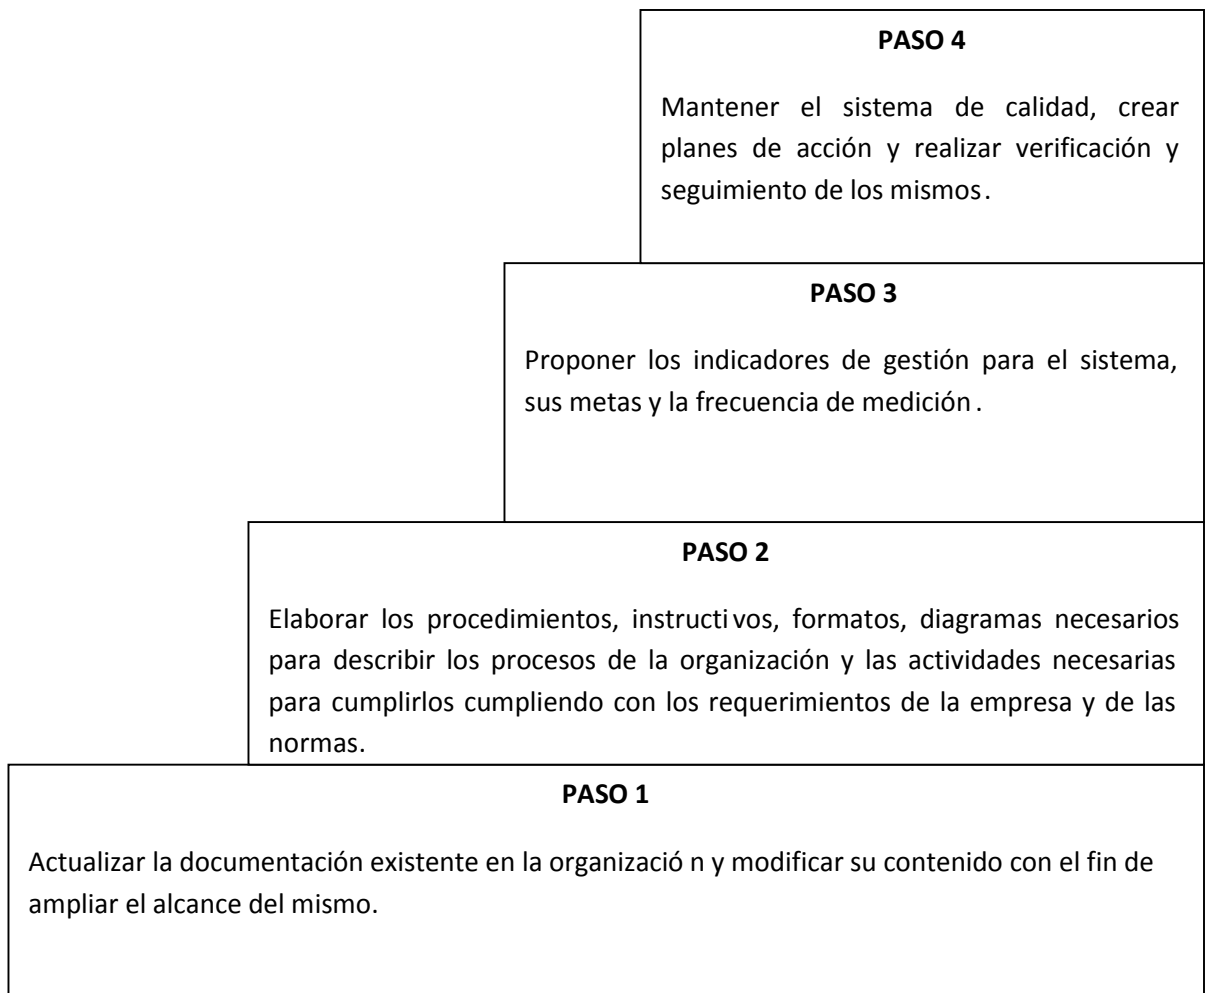 PASO 4
Mantener el sistema de calidad, crear
planes de acción y realizar verificación y
seguimiento de los mismos.
PASO 3
Proponer los indicadores de gestión para el sistema,
sus metas y la frecuencia de medición.
PASO 2
Elaborar los procedimientos, instructivos, formatos, diagramas necesarios
para describir los procesos de la organización y las actividades necesarias
para cumplirlos cumpliendo con los requerimientos de la empresa y de las
normas.
PASO 1
Actualizar la documentación existente en la organización y modificar su contenido con el fin de
ampliar el alcance del mismo.